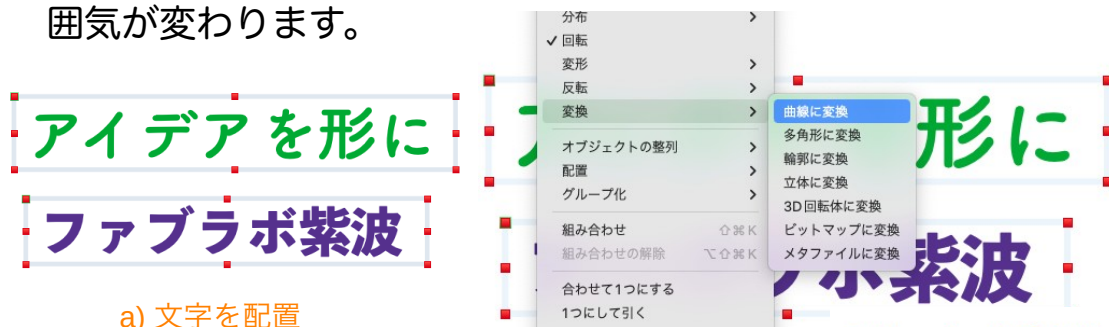 囲気が変わります。
アイデアを形に
ファブラボ紫波
a) 文字を配置
分布
回転
変形
反転
変換
オブジェクトの整列
配置
グループ化
組み合わせ ⇧⌘K
組み合わせの解除 ⌥⇧⌘K
合わせて1つにする
1つにして引く
曲線に変換
多角形に変換
輪郭に変換
立体に変換
3D回転体に変換
ビットマップに変換
メタファイルに変換
形に
ボ紫波